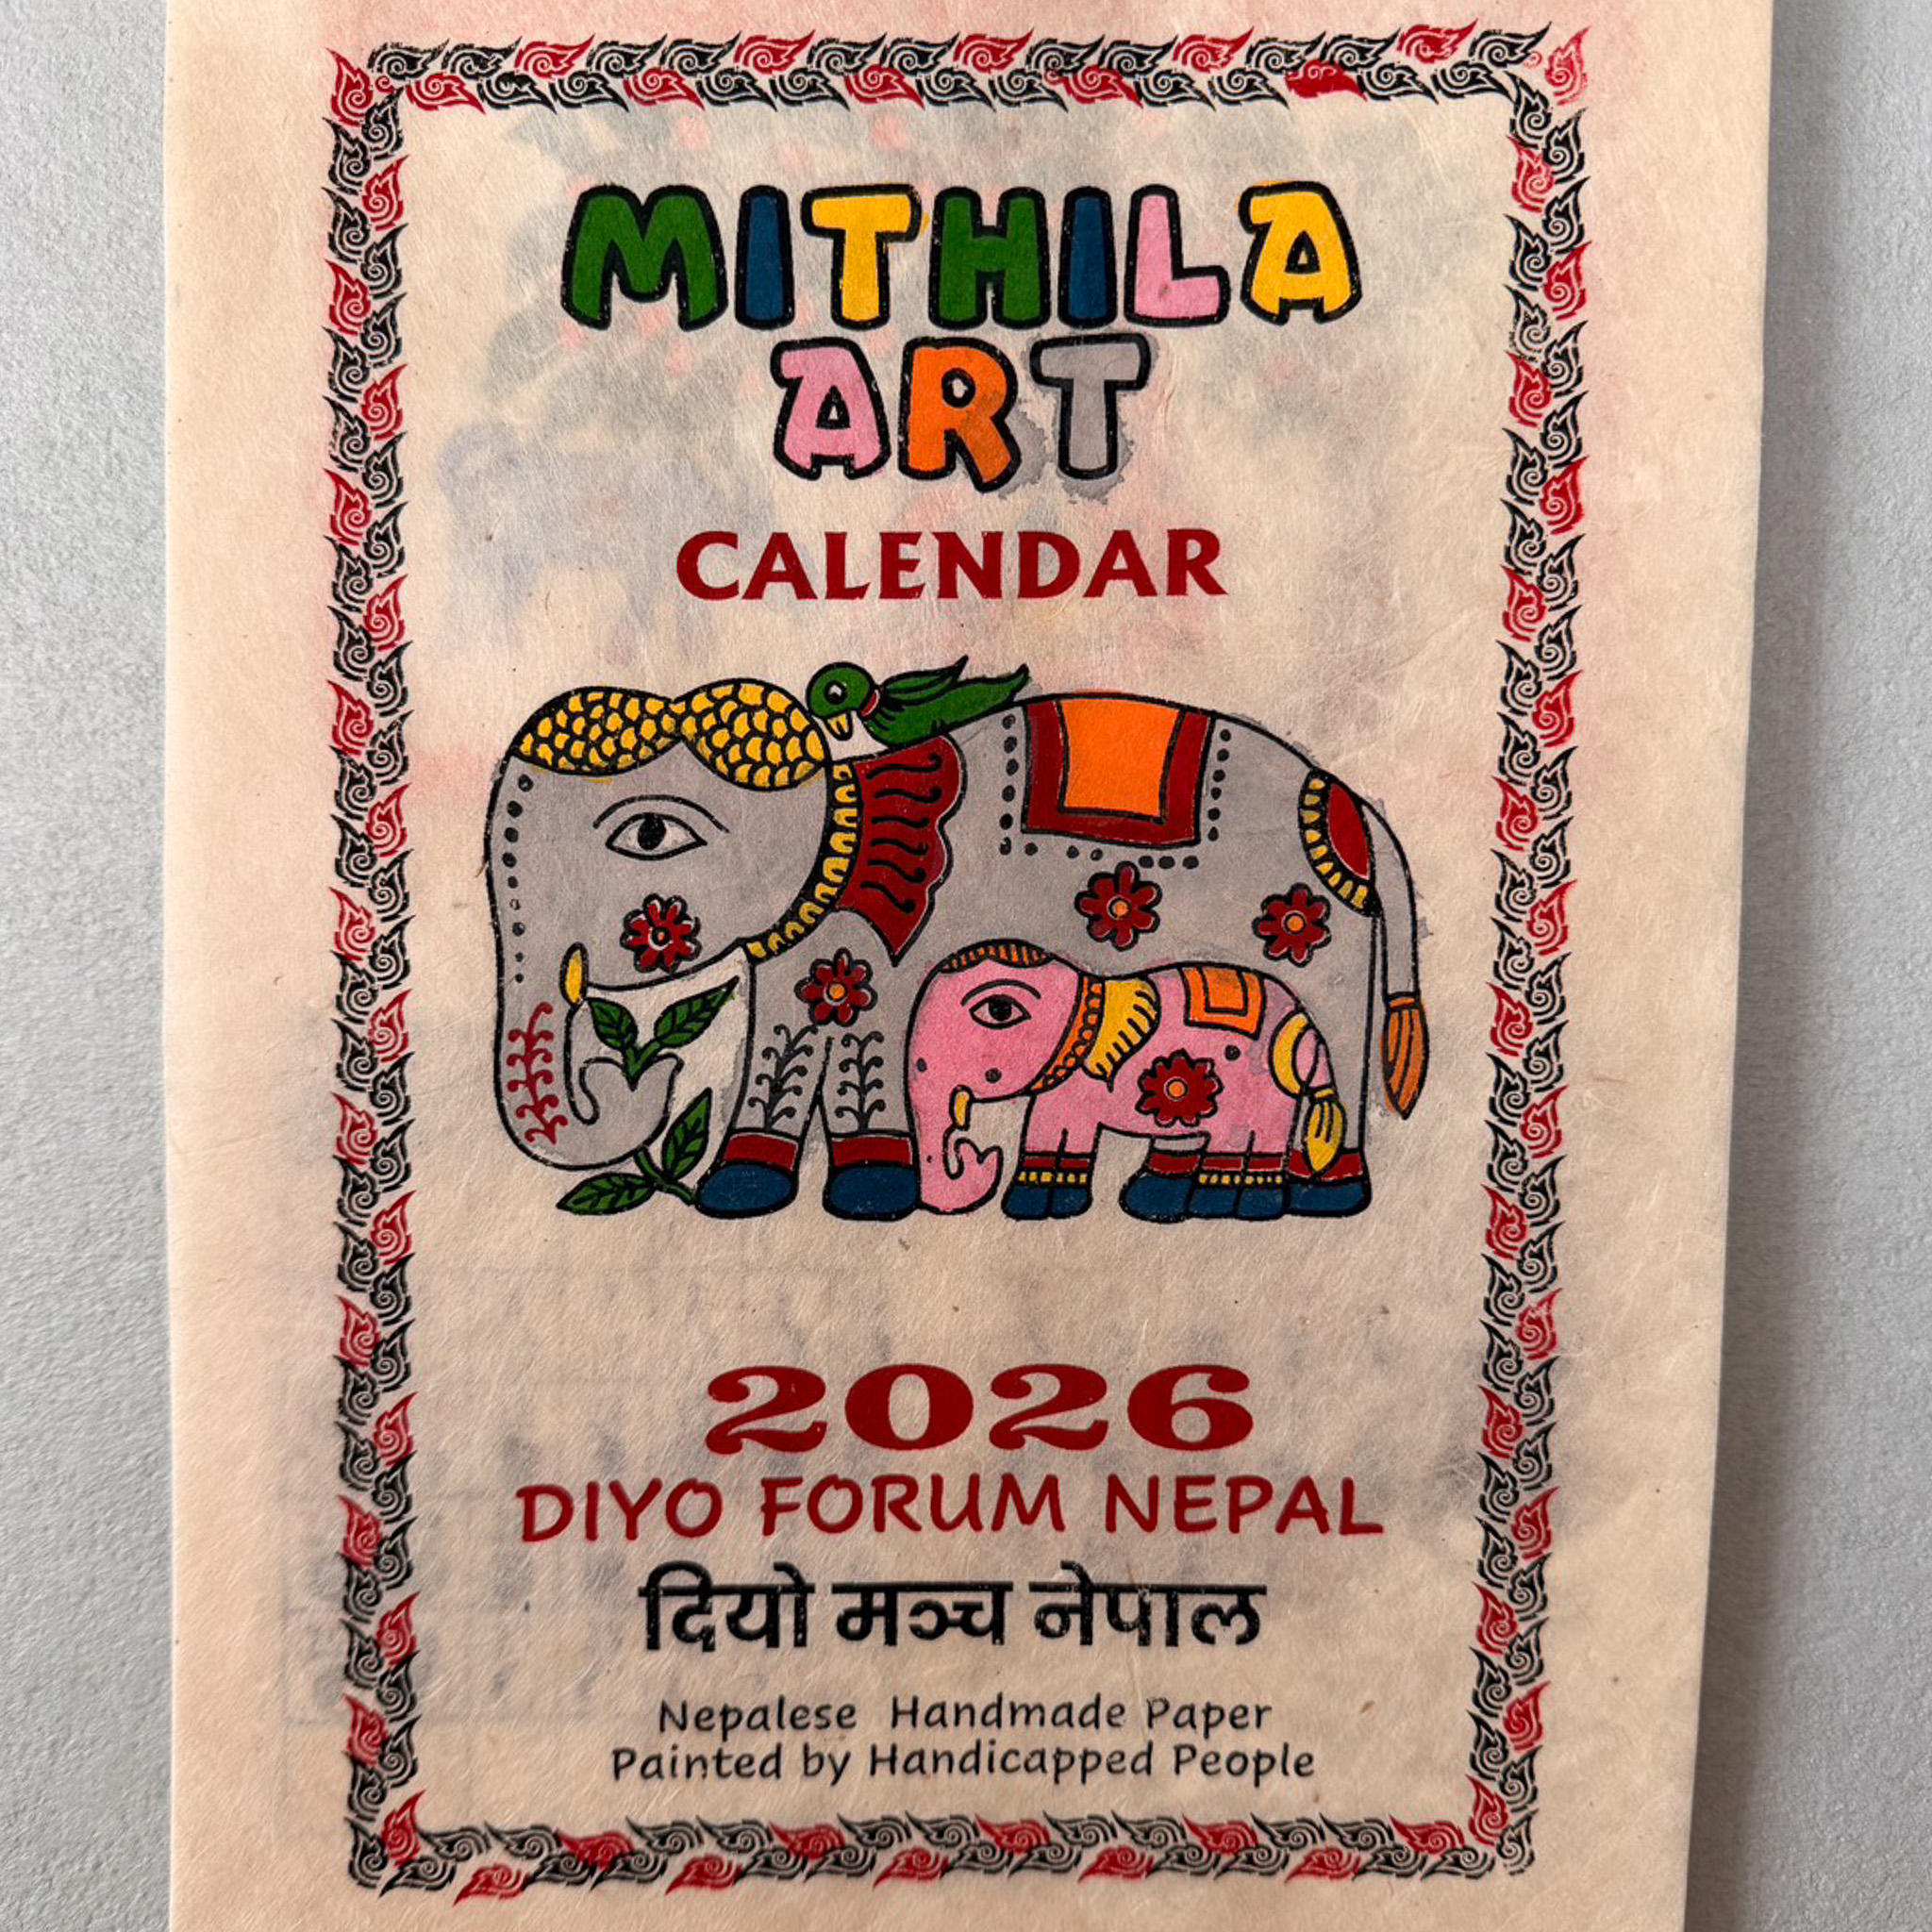 MITHILA
ART
CALENDAR
2026
DIYO FORUM NEPAL
दियो मञ्च नेपाल
Nepalese Handmade Paper
Painted by Handicapped People